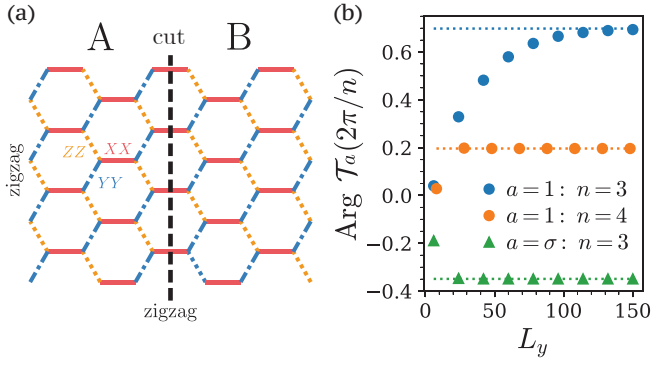 (a)
A
cut
B
ZZ
XX
YY
zigzag
zigzag
(b)
Arg 𝒯ₐ(2π/n)
0.6
0.4
0.2
0.0
−0.2
−0.4
a = 1 : n = 3
a = 1 : n = 4
a = σ : n = 3
0
50
100
150
L_y